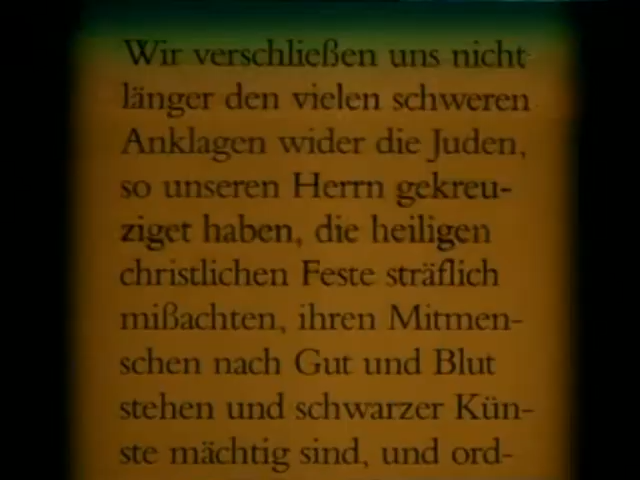 Wir verschließen uns nicht
länger den vielen schweren
Anklagen wider die Juden,
so unseren Herrn gekreu-
ziget haben, die heiligen
christlichen Feste sträflich
mißachten, ihren Mitmen-
schen nach Gut und Blut
stehen und schwarzer Kün-
ste mächtig sind, und ord-